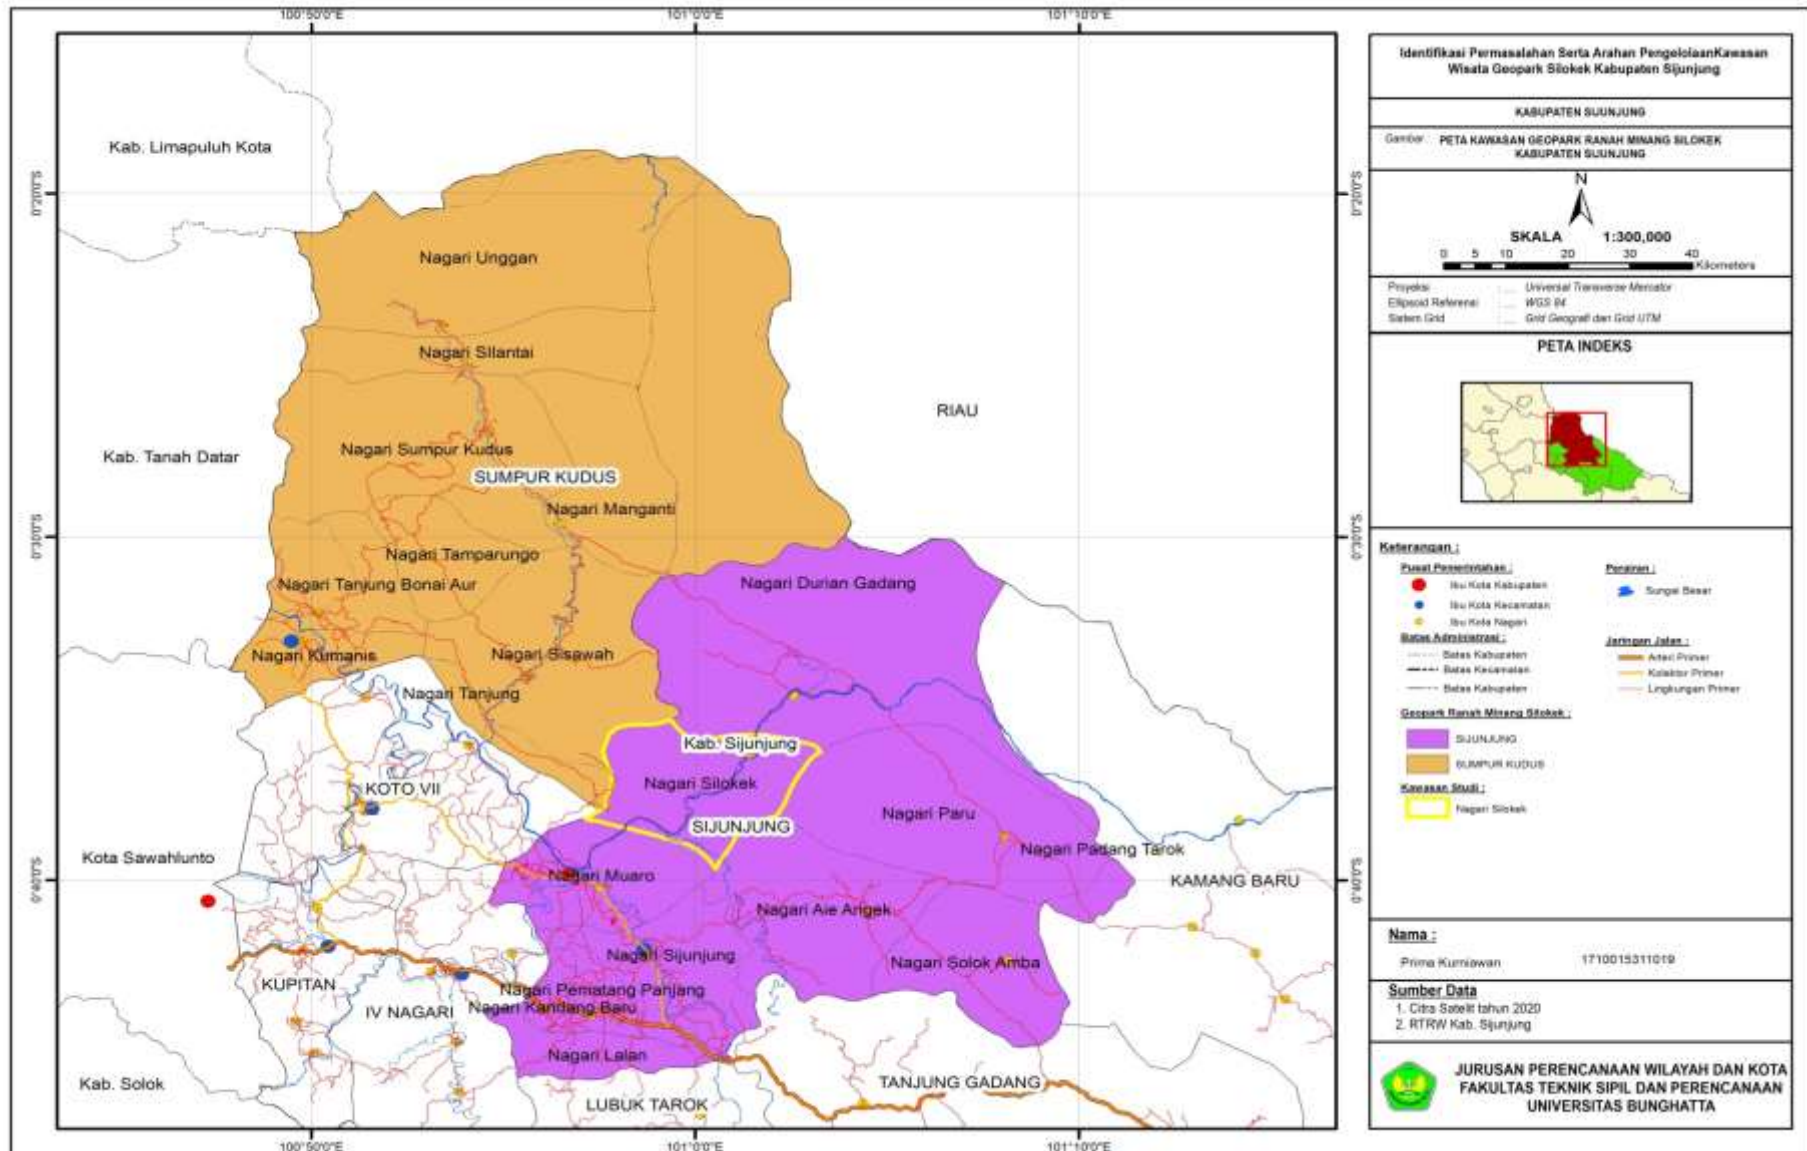 100°50'0"E
101°0'0"E
101°10'0"E
0°20'0"S
0°30'0"S
0°40'0"S
Kab. Limapuluh Kota
Nagari Unggan
Nagari SIlantai
RIAU
Kab. Tanah Datar
Nagari Sumpur Kudus
SUMPUR KUDUS
Nagari Manganti
Nagari Tamparungo
Nagari Tanjung Bonai Aur
Nagari Durian Gadang
Nagari Kumanis
Nagari Sisawah
Nagari Tanjung
Kab. Sijunjung
Nagari Silokek
KOTO VII
SIJUNJUNG
Nagari Paru
Nagari Padang Tarok
Kota Sawahlunto
Nagari Muaro
KAMANG BARU
Nagari Aie Angek
Nagari Sijunjung
Nagari Solok Amba
KUPITAN
Nagari Pematang Panjang
IV NAGARI
Nagari Kandang Baru
Nagari Lalan
Kab. Solok
TANJUNG GADANG
LUBUK TAROK
0°20'0"S
0°30'0"S
0°40'0"S
100°50'0"E
101°0'0"E
101°10'0"E
Identifikasi Permasalahan Serta Arahan PengelolaanKawasan
Wisata Geopark Silokek Kabupaten Sijunjung
KABUPATEN SIJUNJUNG
Gambar : PETA KAWASAN GEOPARK RANAH MINANG SILOKEK
KABUPATEN SIJUNJUNG
N
SKALA 1:300,000
0 5 10 20 30 40
Kilometers
Proyeksi : .... Universal Transverse Mercator
Ellipsoid Referensi : .... WGS 84
Sistem Grid : .... Grid Geografi dan Grid UTM
PETA INDEKS
Keterangan :
Pusat Pemerintahan :
Ibu Kota Kabupaten
Ibu Kota Kecamatan
Ibu Kota Nagari
Batas Administrasi :
Batas Kabupaten
Batas Kecamatan
Batas Kabupaten
Geopark Ranah Minang Silokek :
SIJUNJUNG
SUMPUR KUDUS
Kawasan Studi :
Nagari Silokek
Perairan :
Sungai Besar
Jaringan Jalan :
Arteri Primer
Kolektor Primer
Lingkungan Primer
Nama :
Prima Kurniawan 1710015311019
Sumber Data
1. Citra Satelit tahun 2020
2. RTRW Kab. Sijunjung
JURUSAN PERENCANAAN WILAYAH DAN KOTA
FAKULTAS TEKNIK SIPIL DAN PERENCANAAN
UNIVERSITAS BUNGHATTA